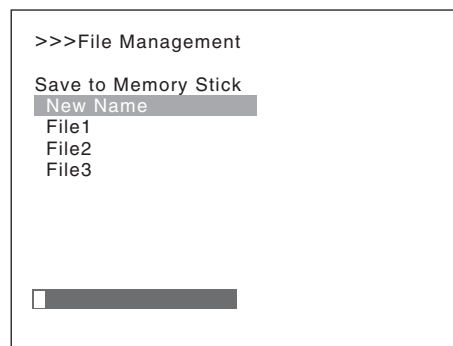 >>>File Management
Save to Memory Stick
New Name
File1
File2
File3